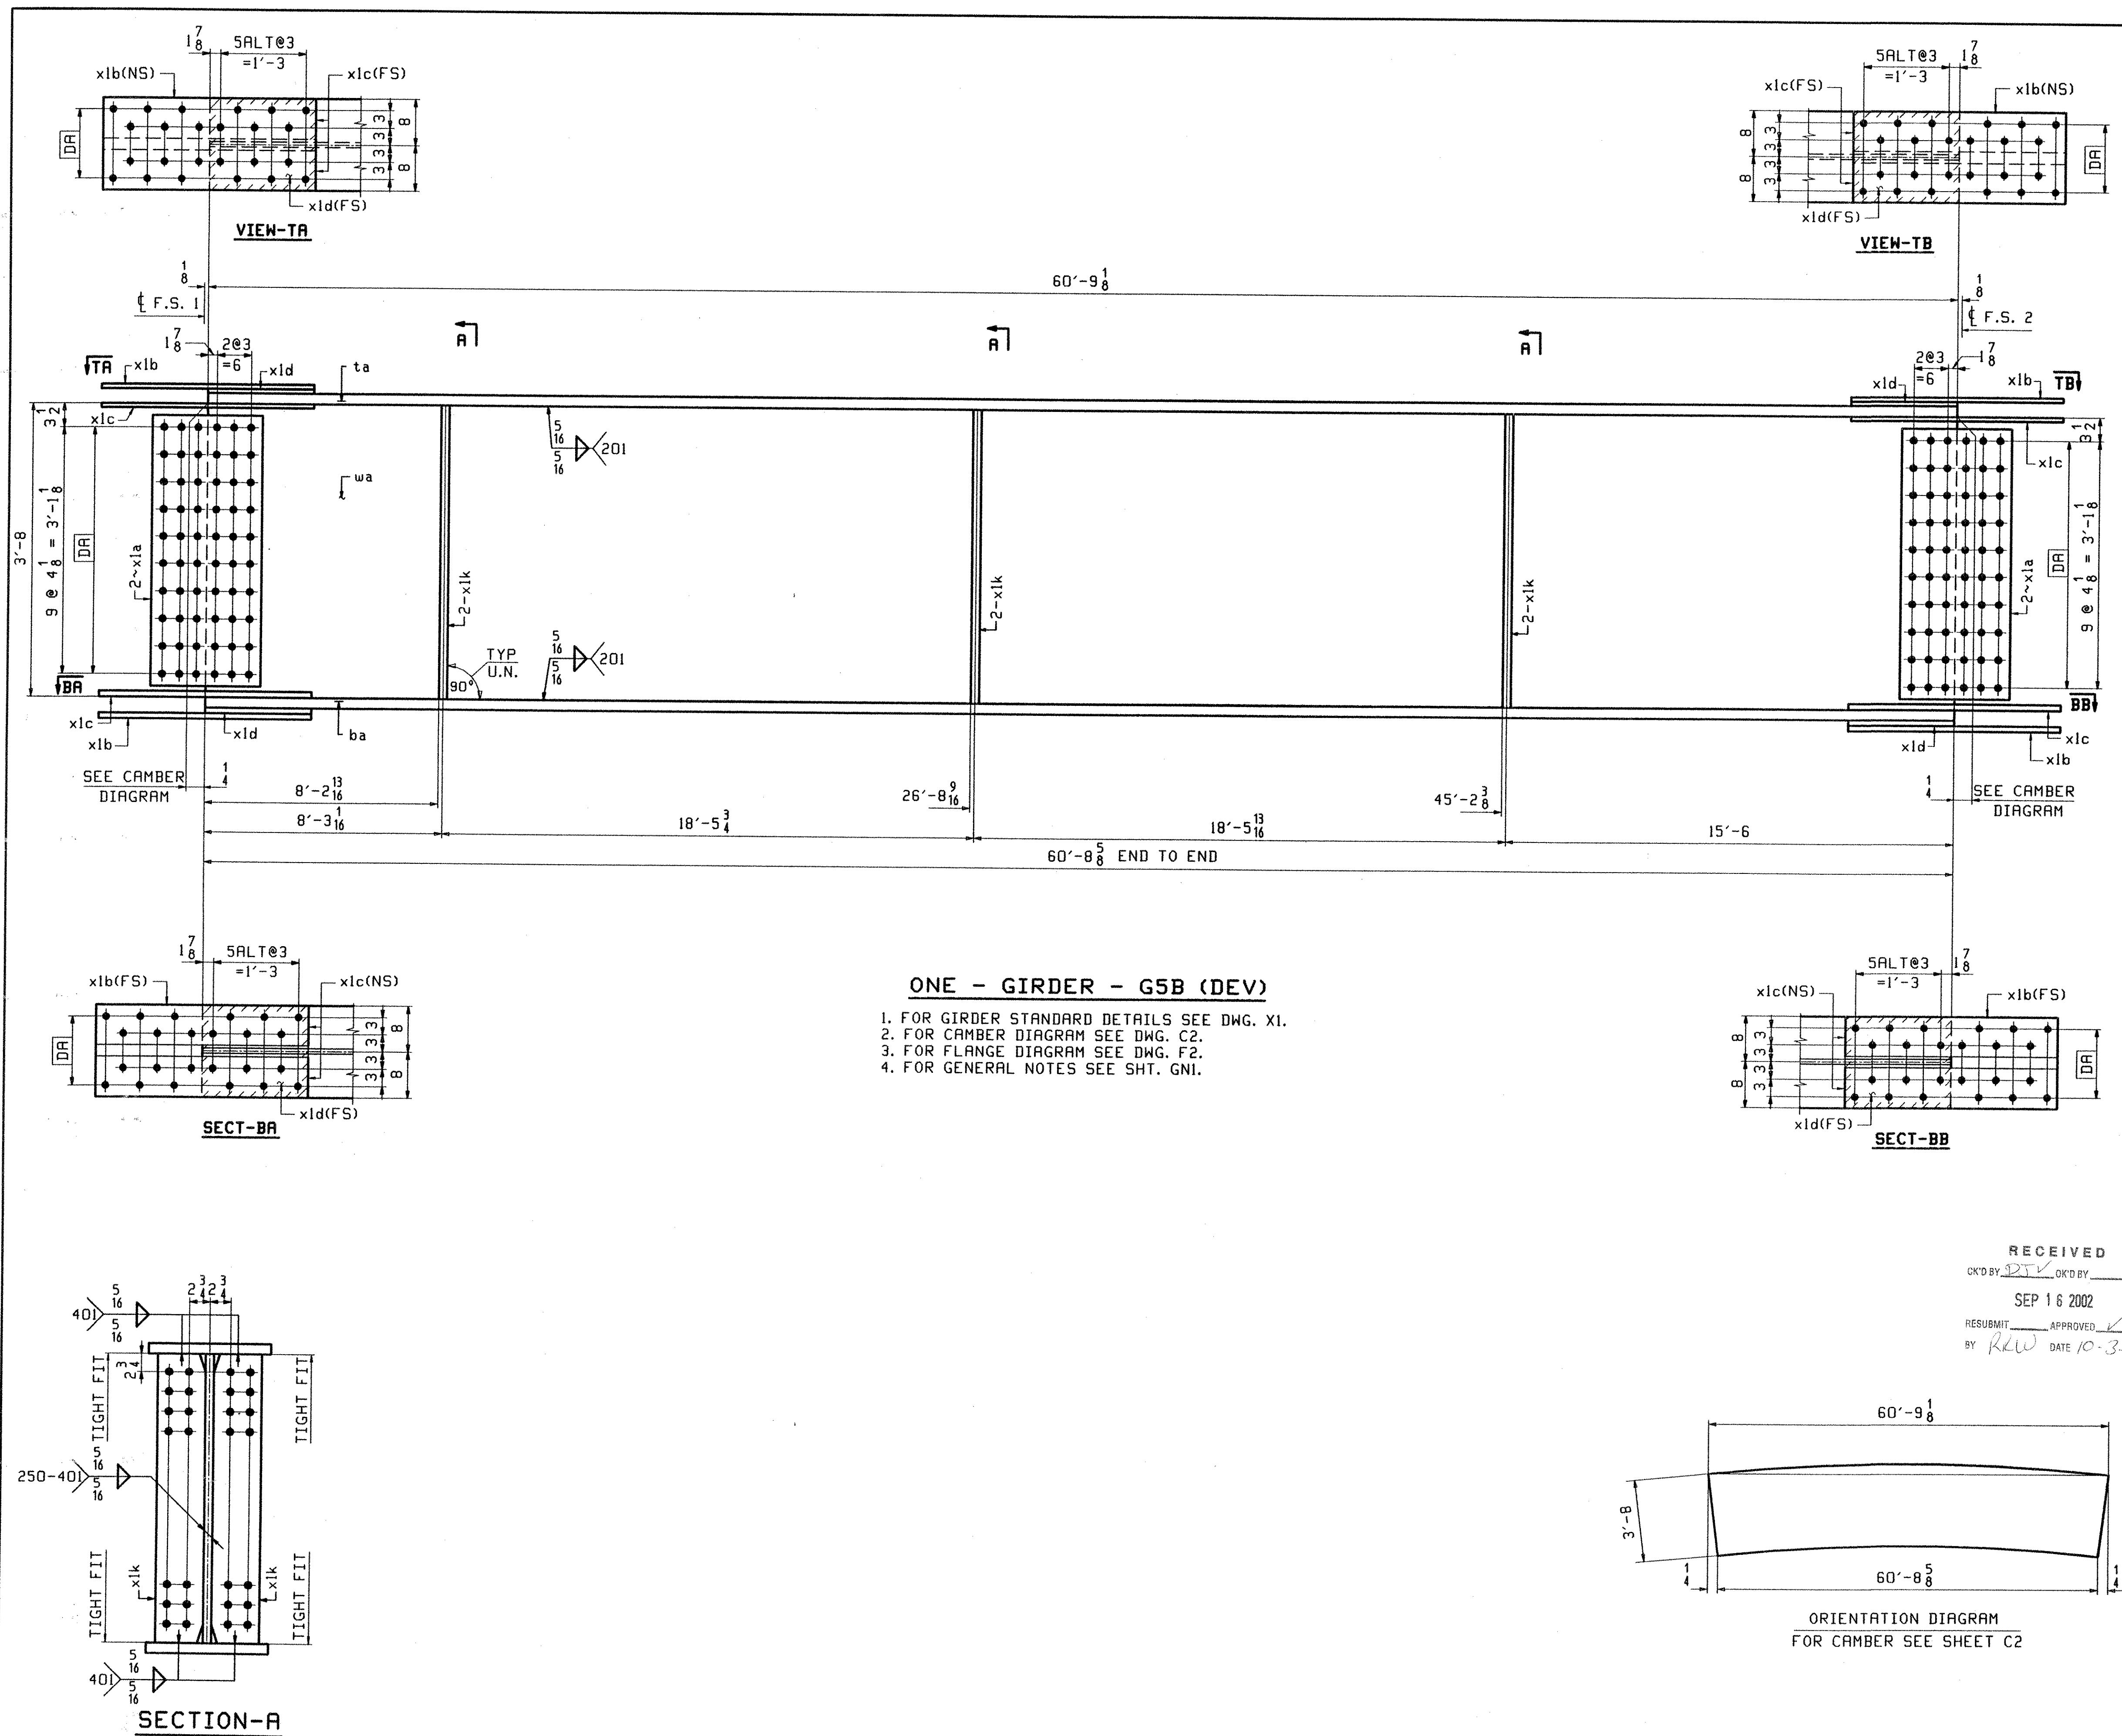 1 7/8
5ALT@3
=1'-3
x1b(NS)
x1c(FS)
DA
3
3
3
3
8
8
x1d(FS)
VIEW-TA
5ALT@3
=1'-3
1 7/8
x1c(FS)
x1b(NS)
8
8
3
3
3
3
DA
x1d(FS)
VIEW-TB
1/8
60'-9 1/8
1/8
℄ F.S. 1
℄ F.S. 2
1 7/8
2@3
=6
A
A
A
2@3
=6
1 7/8
TA
x1b
x1d
ta
x1d
x1b
TB
x1c
3 1/2
5/16
5/16
201
3 1/2
x1c
wa
3'-8
9 @ 4 1/8 = 3'-1 1/8
DA
2~x1a
2-x1k
2-x1k
2-x1k
2~x1a
DA
9 @ 4 1/8 = 3'-1 1/8
5/16
5/16
201
TYP
U.N.
90°
BA
x1c
x1b
x1d
ba
BB
x1d
x1c
x1b
SEE CAMBER
DIAGRAM
1/4
8'-2 13/16
26'-8 9/16
45'-2 3/8
1/4
SEE CAMBER
DIAGRAM
8'-3 1/16
18'-5 3/4
18'-5 13/16
15'-6
60'-8 5/8 END TO END
1 7/8
5ALT@3
=1'-3
x1b(FS)
x1c(NS)
DA
3
3
3
3
8
8
x1d(FS)
SECT-BA
ONE - GIRDER - G5B (DEV)
1. FOR GIRDER STANDARD DETAILS SEE DWG. X1.
2. FOR CAMBER DIAGRAM SEE DWG. C2.
3. FOR FLANGE DIAGRAM SEE DWG. F2.
4. FOR GENERAL NOTES SEE SHT. GN1.
5ALT@3
=1'-3
1 7/8
x1c(NS)
x1b(FS)
8
8
3
3
3
3
DA
x1d(FS)
SECT-BB
RECEIVED
CK'D BY DJV OK'D BY
SEP 16 2002
RESUBMIT APPROVED ✓
BY RKW DATE 10-3-
401
5/16
5/16
2 3/4
2 3/4
2 3/4
TIGHT FIT
TIGHT FIT
250-401
5/16
5/16
TIGHT FIT
TIGHT FIT
x1k
x1k
401
5/16
5/16
SECTION-A
60'-9 1/8
3'-8
1/4
60'-8 5/8
1/4
ORIENTATION DIAGRAM
FOR CAMBER SEE SHEET C2